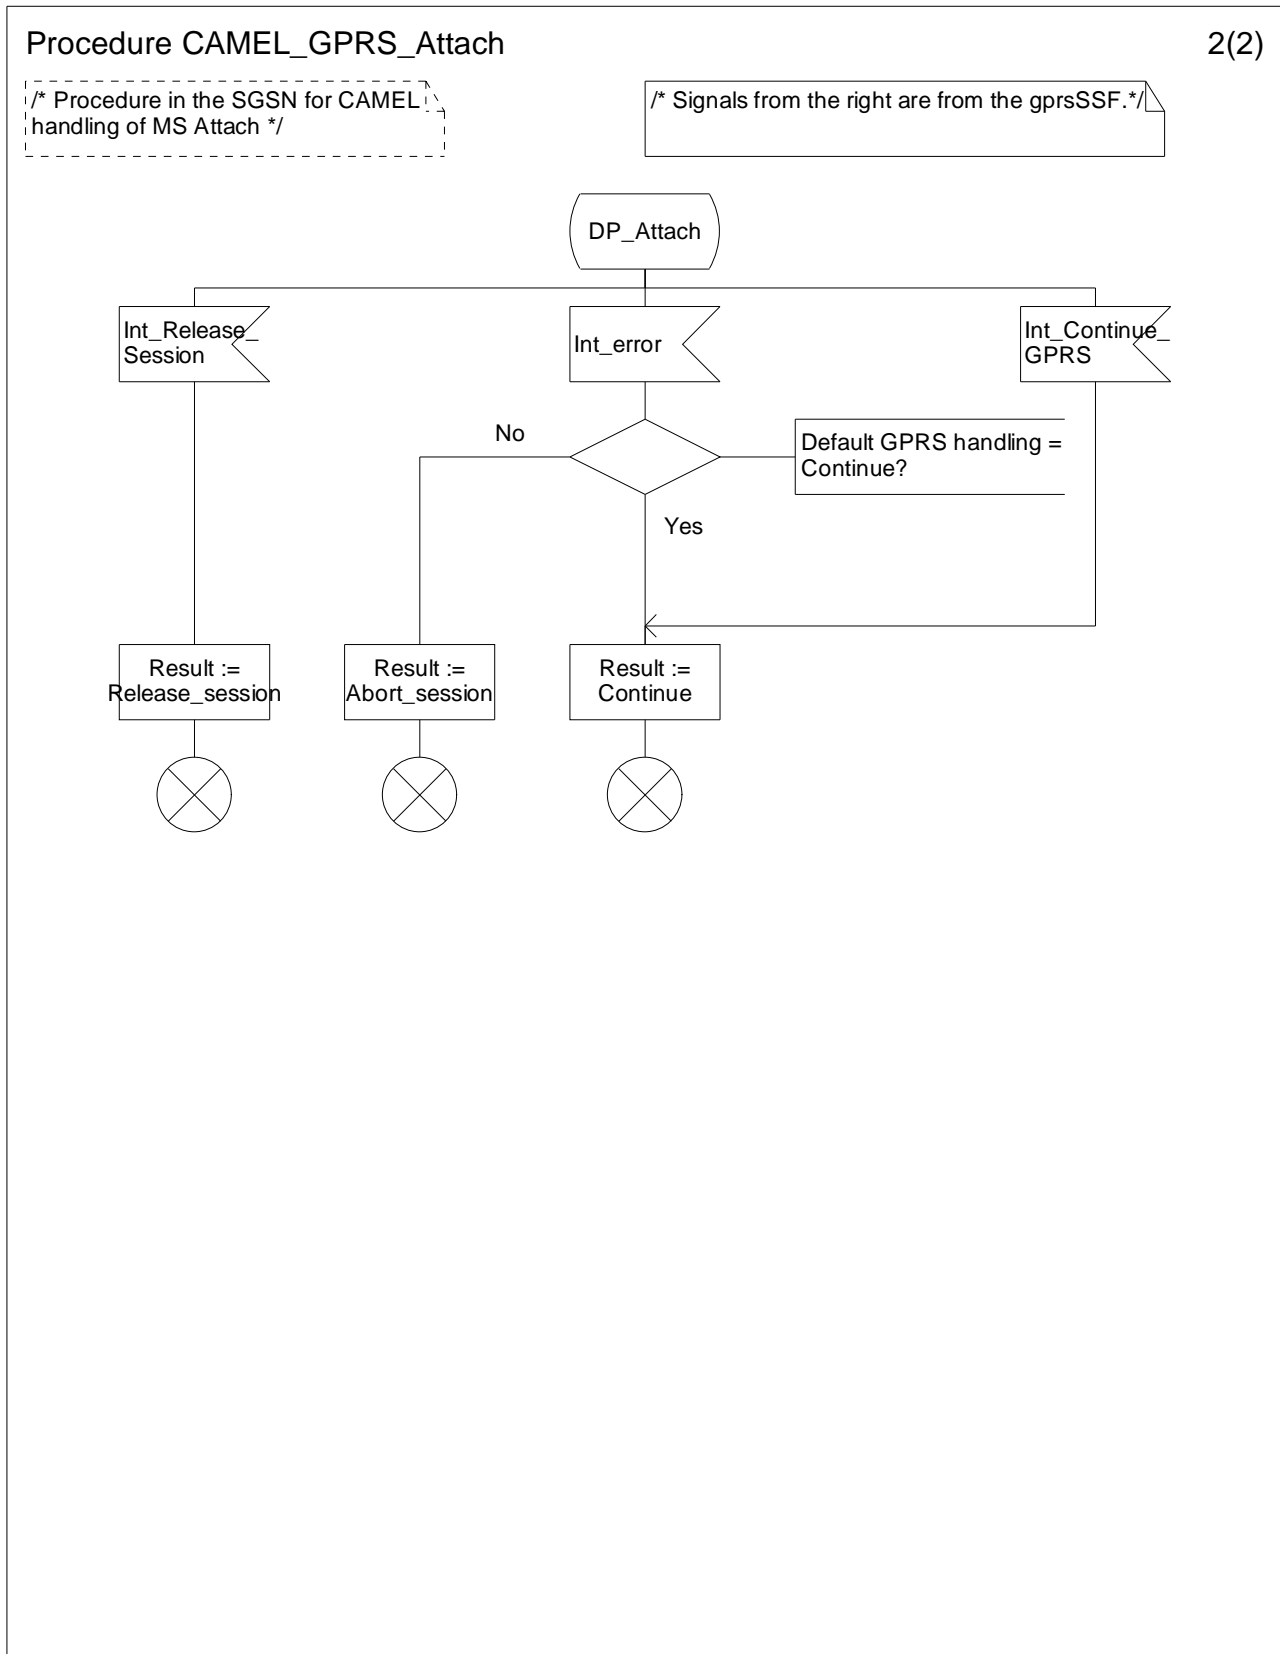 Procedure CAMEL_GPRS_Attach
2(2)
/* Procedure in the SGSN for CAMEL
handling of MS Attach */
/* Signals from the right are from the gprsSSF.*/
DP_Attach
Int_Release_
Session
Int_error
Int_Continue_
GPRS
No
Default GPRS handling =
Continue?
Yes
Result :=
Release_session
Result :=
Abort_session
Result :=
Continue